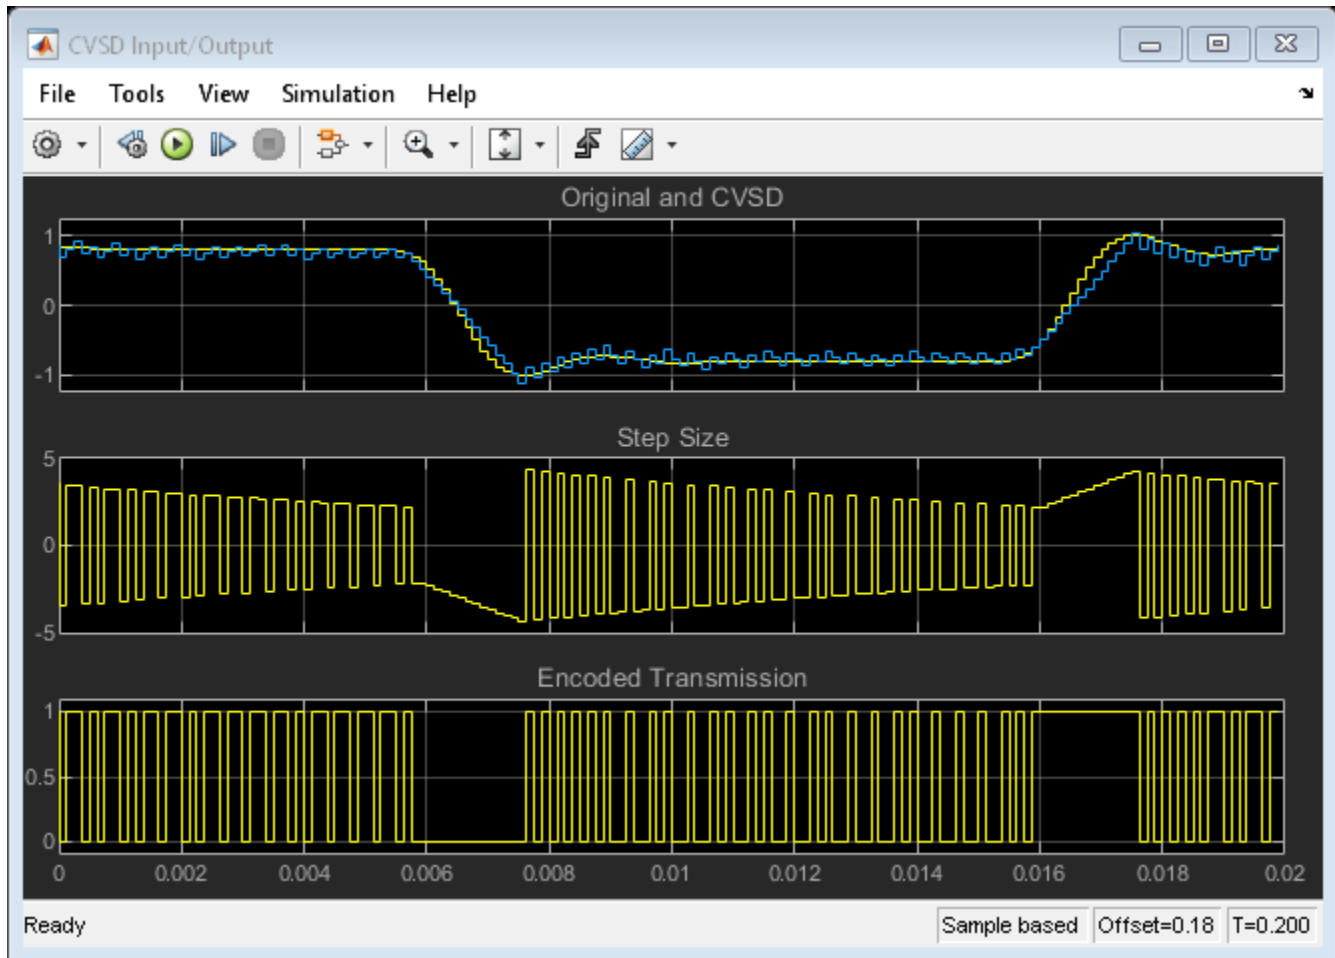 CVSD Input/Output
File Tools View Simulation Help
Original and CVSD
1
0
-1
Step Size
5
0
-5
Encoded Transmission
1
0.5
0
0 0.002 0.004 0.006 0.008 0.01 0.012 0.014 0.016 0.018 0.02
Ready Sample based Offset=0.18 T=0.200